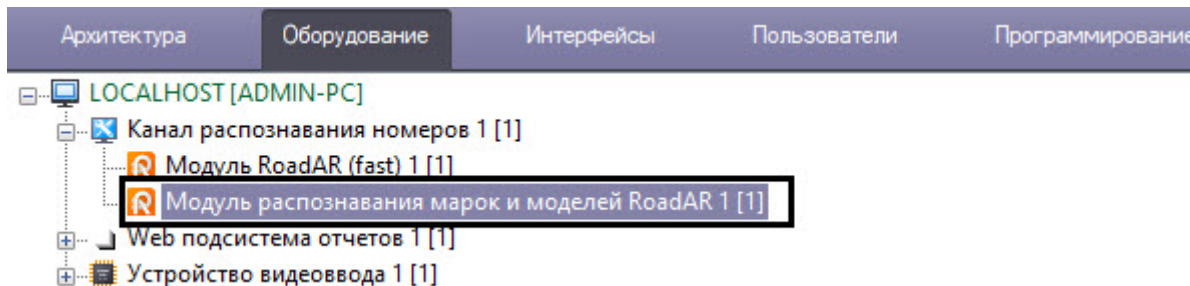 Архитектура Оборудование Интерфейсы Пользователи Программирование
LOCALHOST [ADMIN-PC]
Канал распознавания номеров 1 [1]
Модуль RoadAR (fast) 1 [1]
Модуль распознавания марок и моделей RoadAR 1 [1]
Web подсистема отчетов 1 [1]
Устройство видеоввода 1 [1]